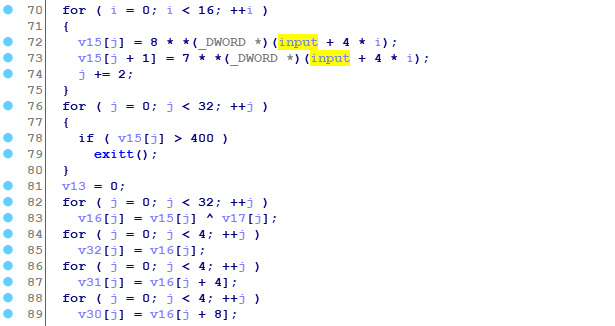 70 for ( i = 0; i < 16; ++i )
71 {
72 v15[j] = 8 * *(_DWORD *)(input + 4 * i);
73 v15[j + 1] = 7 * *(_DWORD *)(input + 4 * i);
74 j += 2;
75 }
76 for ( j = 0; j < 32; ++j )
77 {
78 if ( v15[j] > 400 )
79 exitt();
80 }
81 v13 = 0;
82 for ( j = 0; j < 32; ++j )
83 v16[j] = v15[j] ^ v17[j];
84 for ( j = 0; j < 4; ++j )
85 v32[j] = v16[j];
86 for ( j = 0; j < 4; ++j )
87 v31[j] = v16[j + 4];
88 for ( j = 0; j < 4; ++j )
89 v30[j] = v16[j + 8];